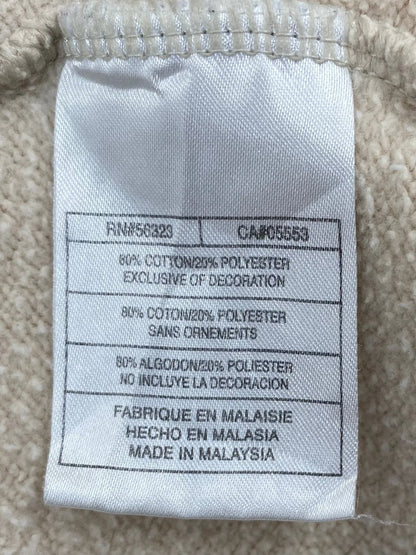 RN#56323 CA#05553
80% COTTON/20% POLYESTER
EXCLUSIVE OF DECORATION
80% COTON/20% POLYESTER
SANS ORNEMENTS
80% ALGODON/20% POLIESTER
NO INCLUYE LA DECORACION
FABRIQUE EN MALAISIE
HECHO EN MALASIA
MADE IN MALAYSIA